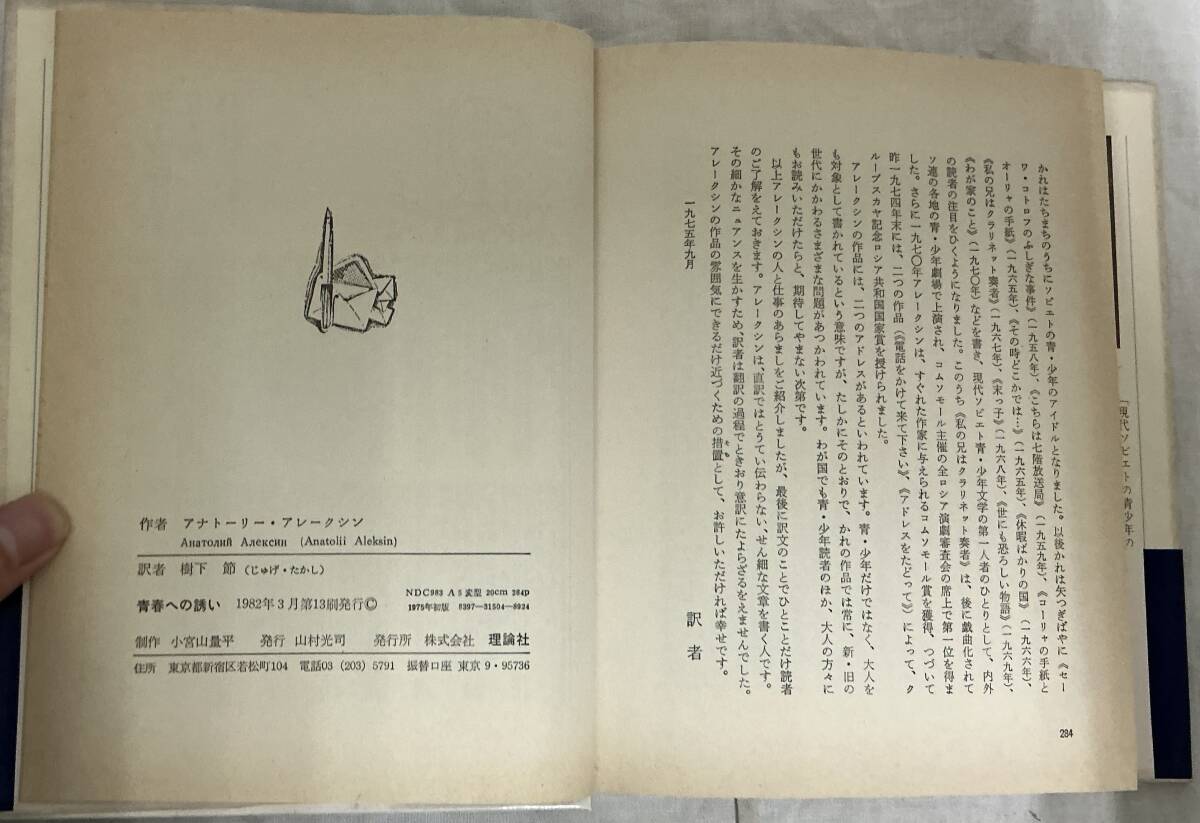 かれはたちまちのうちにソビエトの青・少年のアイドルとなりました。以後かれは矢つぎばやに《セー
ワ・コトロフのふしぎな事件》(一九五八年)、《こちらは七階放送局》(一九五九年)、《コーリャの手紙と
オーリャの手紙》(一九六五年)、《その時どこかでは…》(一九六五年)、《休暇ばかりの国》(一九六六年)、
《私の兄はクラリネット奏者》(一九六七年)、《末っ子》(一九六八年)、《世にも恐ろしい物語》(一九六九年)、
《わが家のこと》(一九七〇年)などを書き、現代ソビエト青・少年文学の第一人者のひとりとして、内外
の読者の注目をひくようになりました。このうち《私の兄はクラリネット奏者》は、後に戯曲化されて
ソ連の各地の青・少年劇場で上演され、コムソモール主催の全ロシア演劇審査会の席上で第一位を得ま
した。さらに一九七〇年アレークシンは、すぐれた作家に与えられるコムソモール賞を獲得、つづいて
昨一九七四年末には、二つの作品(《電話をかけて来て下さい》、《アドレスをたどって》)によって、ク
ループスカヤ記念ロシア共和国国家賞を授けられました。
アレークシンの作品には、二つのアドレスがあるといわれています。青・少年だけではなく、大人を
も対象として書かれているという意味ですが、たしかにそのとおりで、かれの作品では常に、新・旧の
世代にかかわるさまざまな問題があつかわれています。わが国でも青・少年読者のほか、大人の方々に
もお読みいただけたらと、期待してやまない次第です。
以上アレークシンの人と仕事のあらましをご紹介しましたが、最後に訳文のことでひとことだけ読者
のご了解をえておきます。アレークシンは、直訳ではとうてい伝わらない、せん細な文章を書く人です。
その細かなニュアンスを生かすため、訳者は翻訳の過程でときおり意訳にたよらざるをえませんでした。
アレークシンの作品の雰囲気にできるだけ近づくための措置として、お許しいただければ幸せです。
一九七五年九月
訳者
284
「現代ソビエトの青少年の
作者 アナトーリー・アレークシン
Анатолий Алексин (Anatolii Aleksin)
訳者 樹下 節 (じゅげ・たかし)
NDC983 A5変型 20cm 284p
青春への誘い 1982年3月第13刷発行©
1975年初版 8397-31504-8924
制作 小宮山量平 発行 山村光司 発行所 株式会社 理論社
住所 東京都新宿区若松町104 電話03 (203) 5791 振替口座 東京9・95736